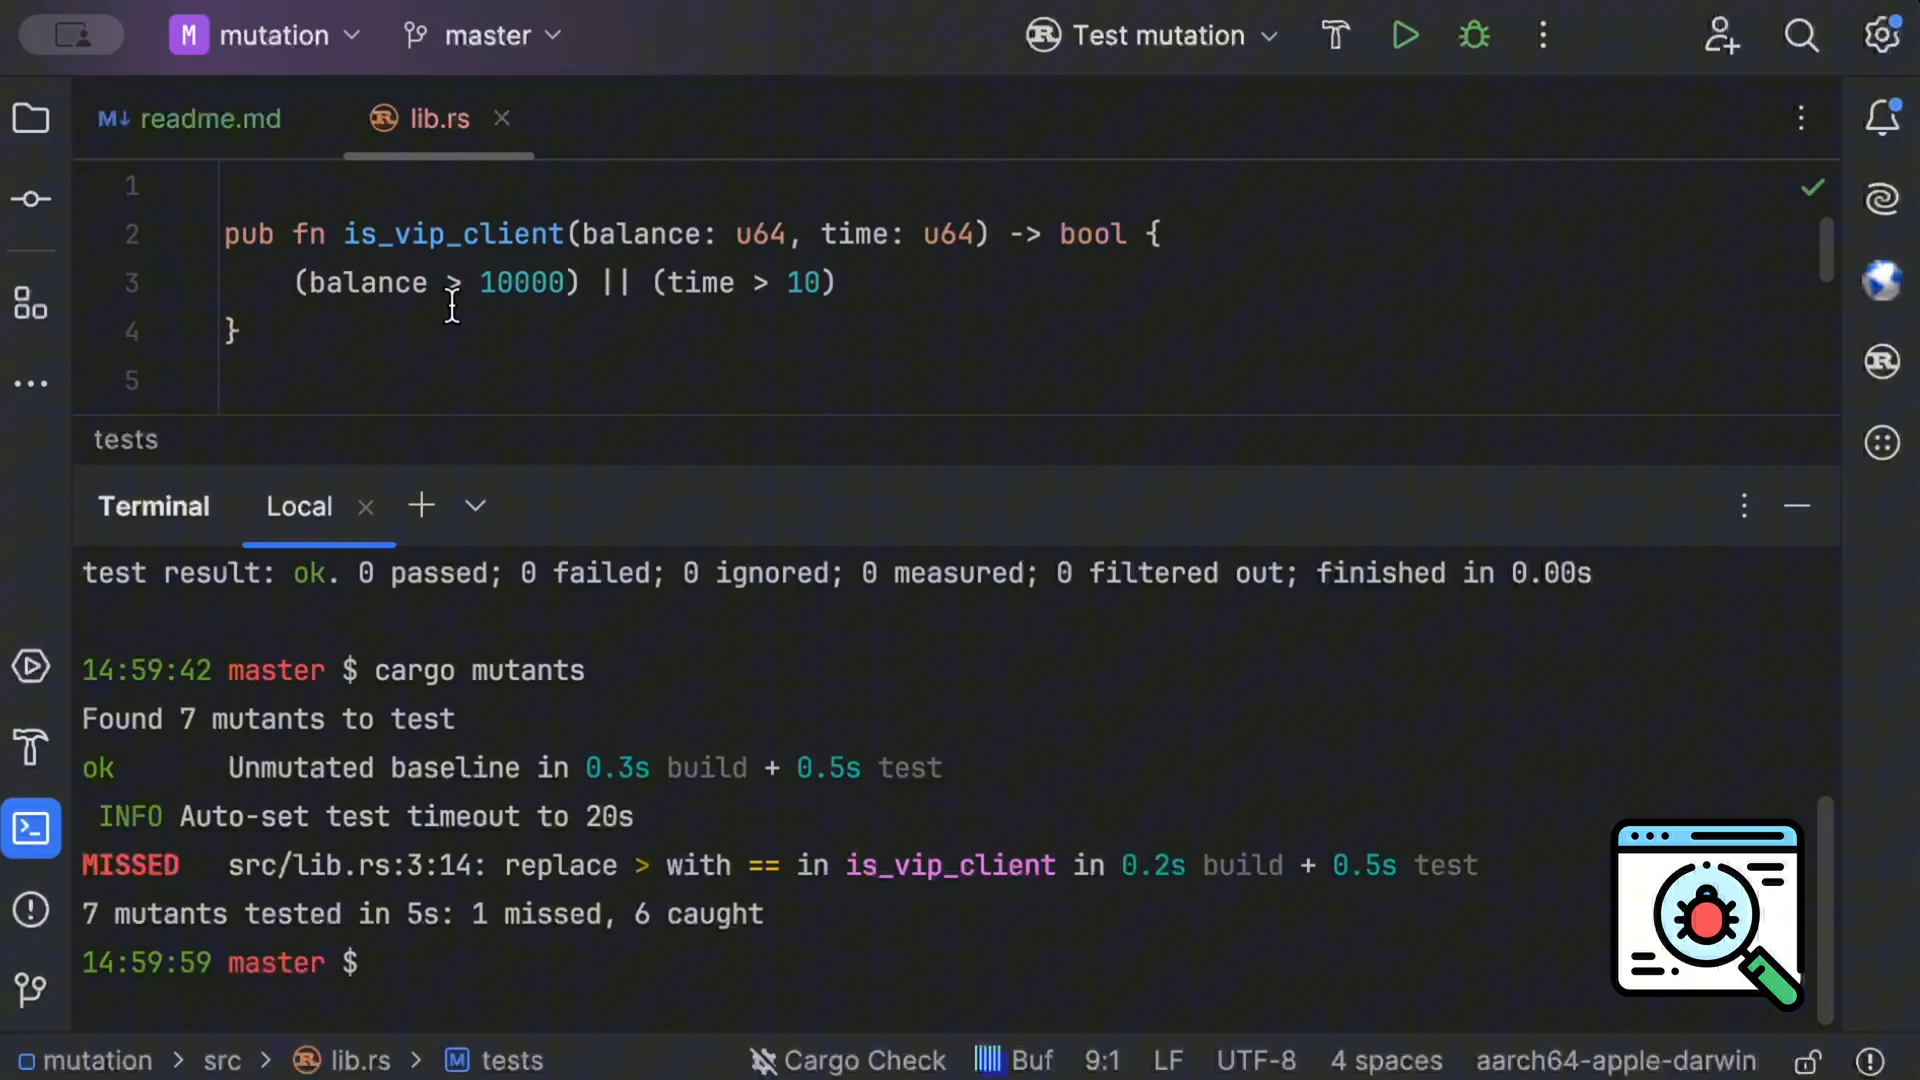 M mutation master Test mutation
M↓ readme.md lib.rs
1
2 pub fn is_vip_client(balance: u64, time: u64) -> bool {
3 (balance > 10000) || (time > 10)
4 }
5
tests
Terminal Local
test result: ok. 0 passed; 0 failed; 0 ignored; 0 measured; 0 filtered out; finished in 0.00s
14:59:42 master $ cargo mutants
Found 7 mutants to test
ok Unmutated baseline in 0.3s build + 0.5s test
INFO Auto-set test timeout to 20s
MISSED src/lib.rs:3:14: replace > with == in is_vip_client in 0.2s build + 0.5s test
7 mutants tested in 5s: 1 missed, 6 caught
14:59:59 master $
mutation > src > lib.rs > M tests Cargo Check Buf 9:1 LF UTF-8 4 spaces aarch64-apple-darwin